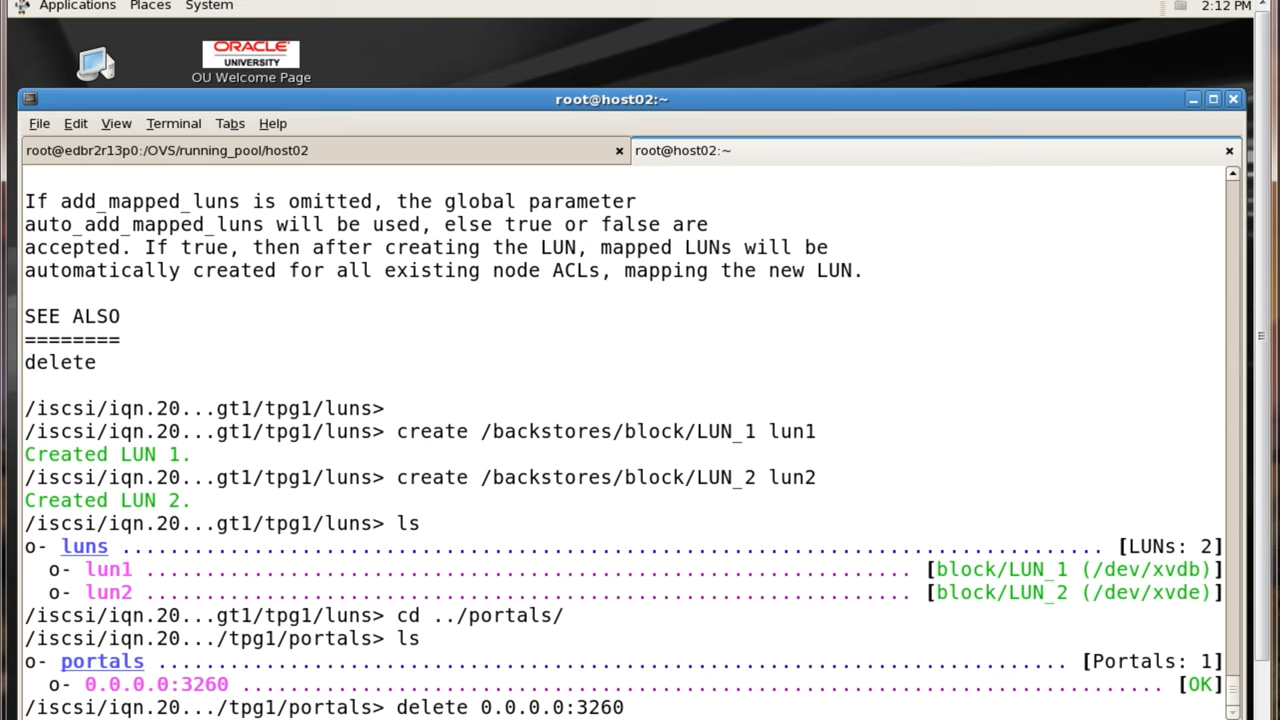 Applications Places System 2:12 PM
ORACLE
UNIVERSITY
OU Welcome Page
root@host02:~
File Edit View Terminal Tabs Help
root@edbr2r13p0:/OVS/running_pool/host02 root@host02:~
If add_mapped_luns is omitted, the global parameter
auto_add_mapped_luns will be used, else true or false are
accepted. If true, then after creating the LUN, mapped LUNs will be
automatically created for all existing node ACLs, mapping the new LUN.
SEE ALSO
========
delete
/iscsi/iqn.20...gt1/tpg1/luns>
/iscsi/iqn.20...gt1/tpg1/luns> create /backstores/block/LUN_1 lun1
Created LUN 1.
/iscsi/iqn.20...gt1/tpg1/luns> create /backstores/block/LUN_2 lun2
Created LUN 2.
/iscsi/iqn.20...gt1/tpg1/luns> ls
o- luns .................................................................................. [LUNs: 2]
o- lun1 ................................................................ [block/LUN_1 (/dev/xvdb)]
o- lun2 ................................................................ [block/LUN_2 (/dev/xvde)]
/iscsi/iqn.20...gt1/tpg1/luns> cd ../portals/
/iscsi/iqn.20.../tpg1/portals> ls
o- portals ............................................................................ [Portals: 1]
o- 0.0.0.0:3260 ............................................................................. [OK]
/iscsi/iqn.20.../tpg1/portals> delete 0.0.0.0:3260